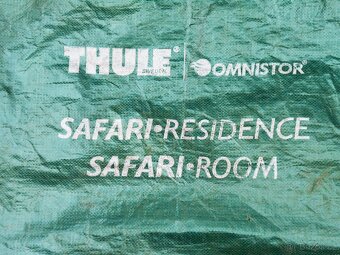 THULE SWEDEN | OMNISTOR
SAFARI•RESIDENCE
SAFARI•ROOM